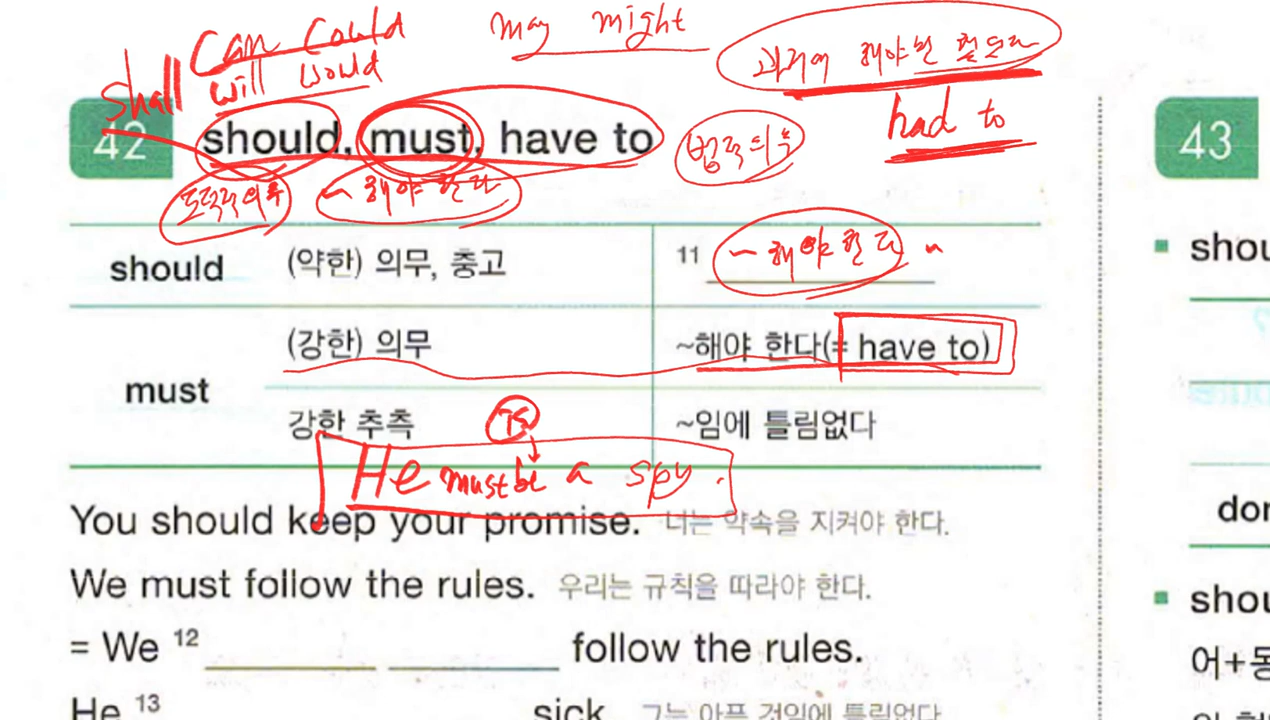 Can Could may might
shall will would 과거에 해야만 했었다
42 should, must, have to 법적의무 had to 43
도덕적의무 ~해야 한다
should (약한) 의무, 충고 11 ~해야 한다 shou
must (강한) 의무 ~해야 한다(= have to)
강한 추측 is ~임에 틀림없다
He must be a spy.
You should keep your promise. 너는 약속을 지켜야 한다. don
We must follow the rules. 우리는 규칙을 따라야 한다. shou
= We 12 follow the rules. 어+동
He 13 sick. 그는 아픈 것임에 틀림없다.